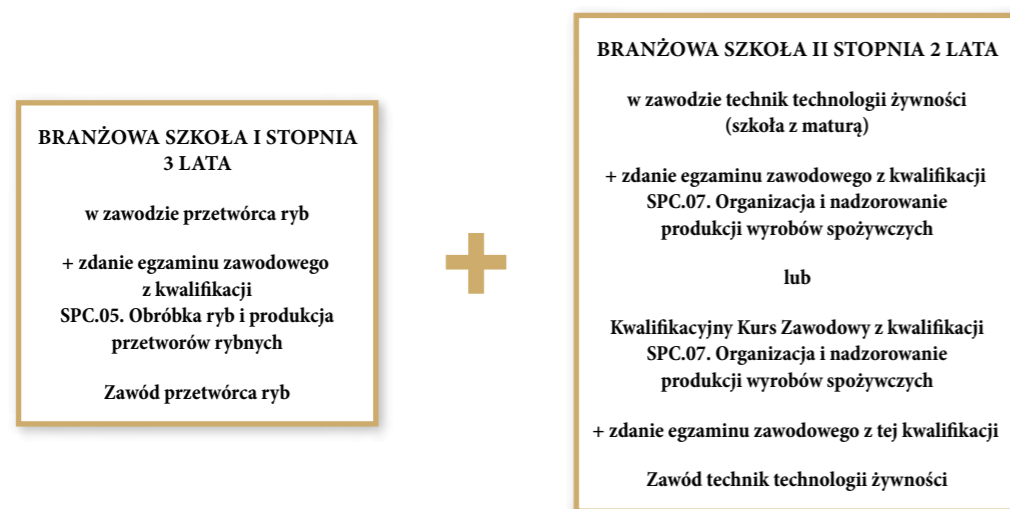 BRANŻOWA SZKOŁA I STOPNIA
3 LATA
w zawodzie przetwórca ryb
+ zdanie egzaminu zawodowego
z kwalifikacji
SPC.05. Obróbka ryb i produkcja
przetworów rybnych
Zawód przetwórca ryb
+
BRANŻOWA SZKOŁA II STOPNIA 2 LATA
w zawodzie technik technologii żywności
(szkoła z maturą)
+ zdanie egzaminu zawodowego z kwalifikacji
SPC.07. Organizacja i nadzorowanie
produkcji wyrobów spożywczych
lub
Kwalifikacyjny Kurs Zawodowy z kwalifikacji
SPC.07. Organizacja i nadzorowanie
produkcji wyrobów spożywczych
+ zdanie egzaminu zawodowego z tej kwalifikacji
Zawód technik technologii żywności